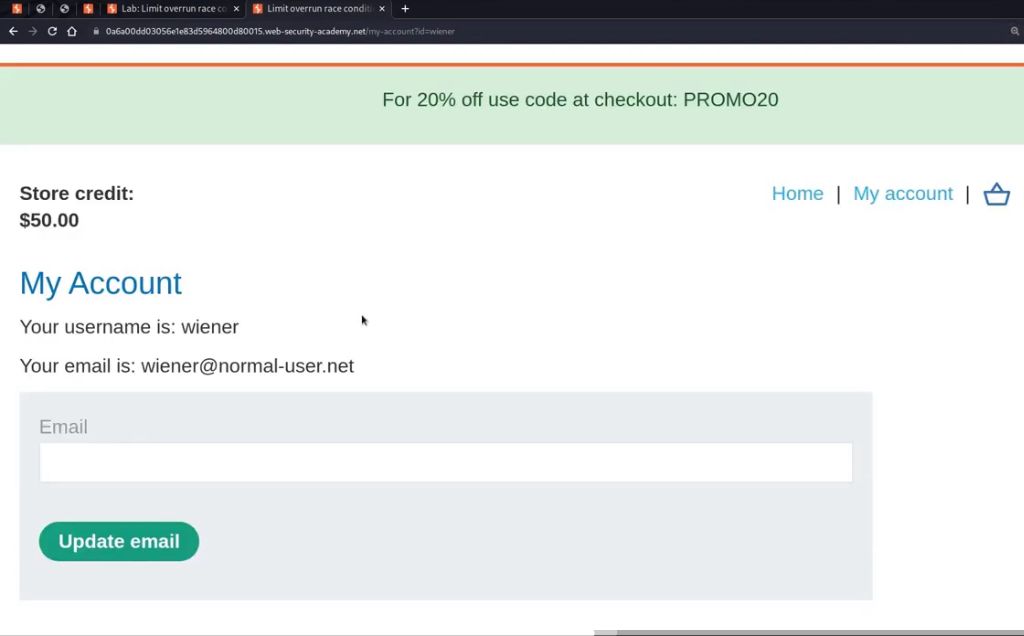 Lab: Limit overrun race co
Limit overrun race conditi
0a6a00dd03056e1e83d5964800d80015.web-security-academy.net/my-account?id=wiener
For 20% off use code at checkout: PROMO20
Store credit:
$50.00
Home | My account |
My Account
Your username is: wiener
Your email is: wiener@normal-user.net
Email
Update email